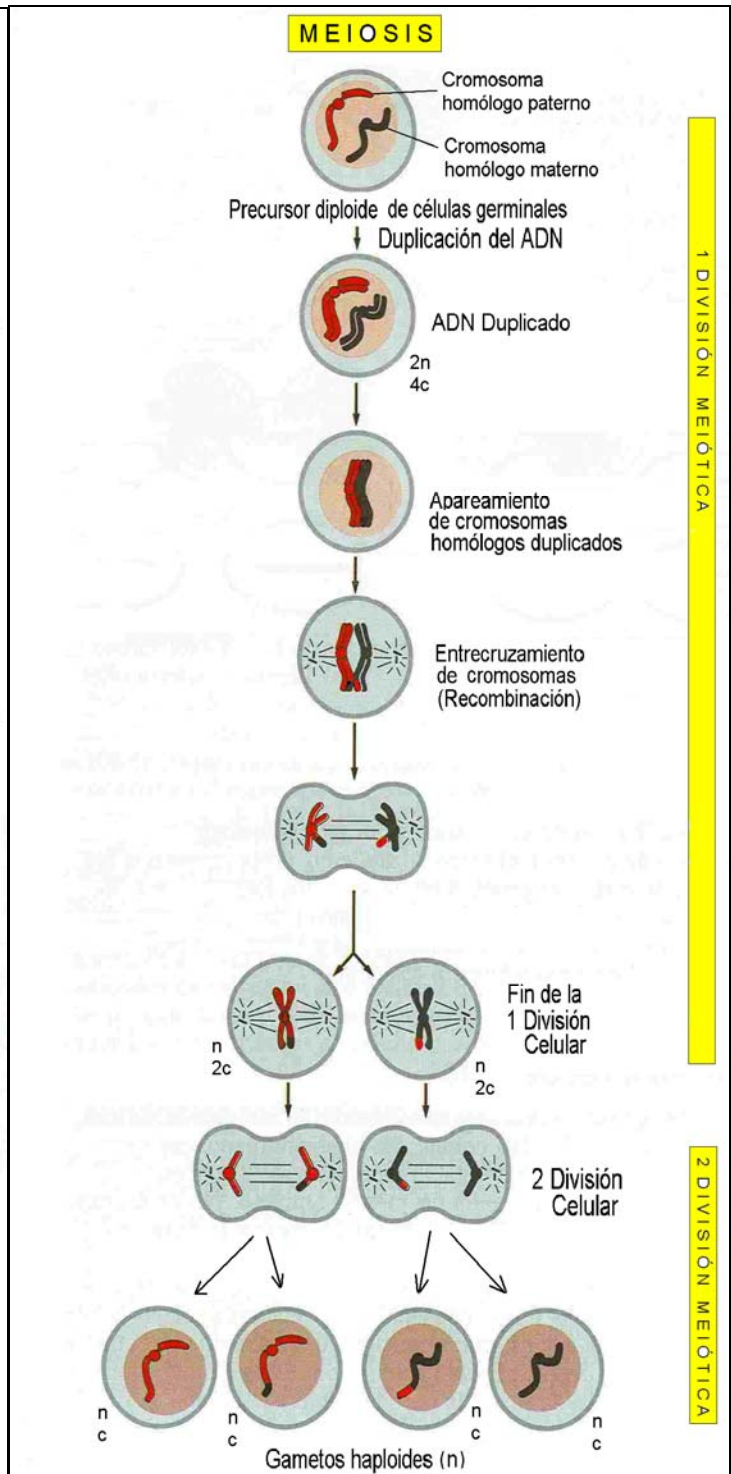 MEIOSIS
Cromosoma
homólogo paterno
Cromosoma
homólogo materno
Precursor diploide de células germinales
Duplicación del ADN
ADN Duplicado
2n
4c
Apareamiento
de cromosomas
homólogos duplicados
Entrecruzamiento
de cromosomas
(Recombinación)
Fin de la
1 División
Celular
n
2c
n
2c
1 DIVISIÓN MEIÓTICA
2 División
Celular
n
c
n
c
n
c
n
c
Gametos haploides (n)
2 DIVISIÓN MEIÓTICA